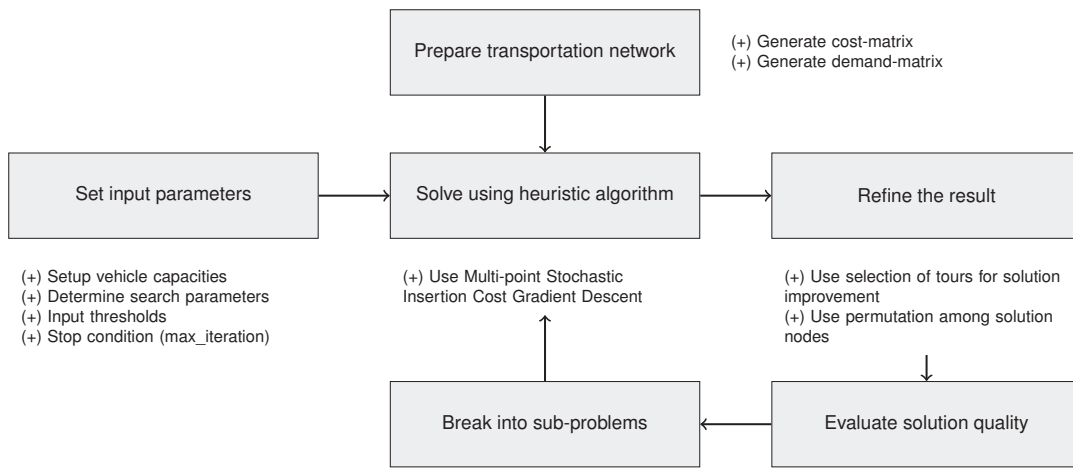 Prepare transportation network
(+) Generate cost-matrix
(+) Generate demand-matrix
Set input parameters
Solve using heuristic algorithm
Refine the result
(+) Setup vehicle capacities
(+) Determine search parameters
(+) Input thresholds
(+) Stop condition (max_iteration)
(+) Use Multi-point Stochastic
Insertion Cost Gradient Descent
(+) Use selection of tours for solution
improvement
(+) Use permutation among solution
nodes
Break into sub-problems
Evaluate solution quality